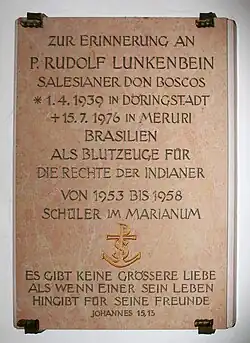 ZUR ERINNERUNG AN
P. RUDOLF LUNKENBEIN
SALESIANER DON BOSCOS
* 1.4.1939 IN DÖRINGSTADT
+ 15.7.1976 IN MERURI
BRASILIEN
ALS BLUTZEUGE FÜR
DIE RECHTE DER INDIANER
VON 1953 BIS 1958
SCHÜLER IM MARIANUM
ES GIBT KEINE GRÖSSERE LIEBE
ALS WENN EINER SEIN LEBEN
HINGIBT FÜR SEINE FREUNDE
JOHANNES 15,13